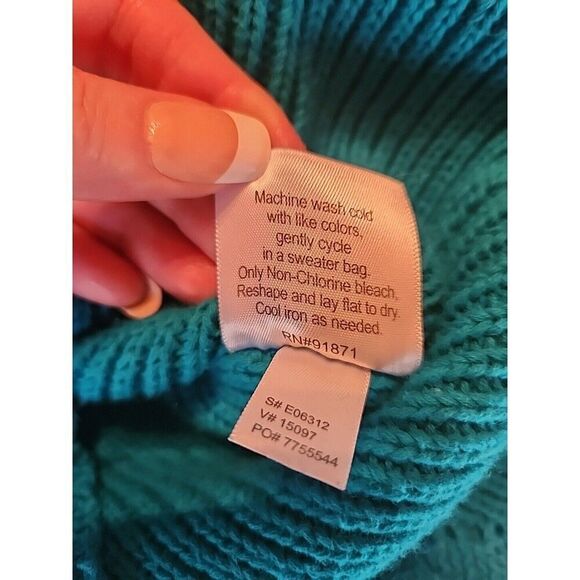 Machine wash cold
with like colors,
gently cycle
in a sweater bag.
Only Non-Chlorine bleach,
Reshape and lay flat to dry.
Cool iron as needed.
RN#91871
S# E06312
V# 15097
PO# 7755544